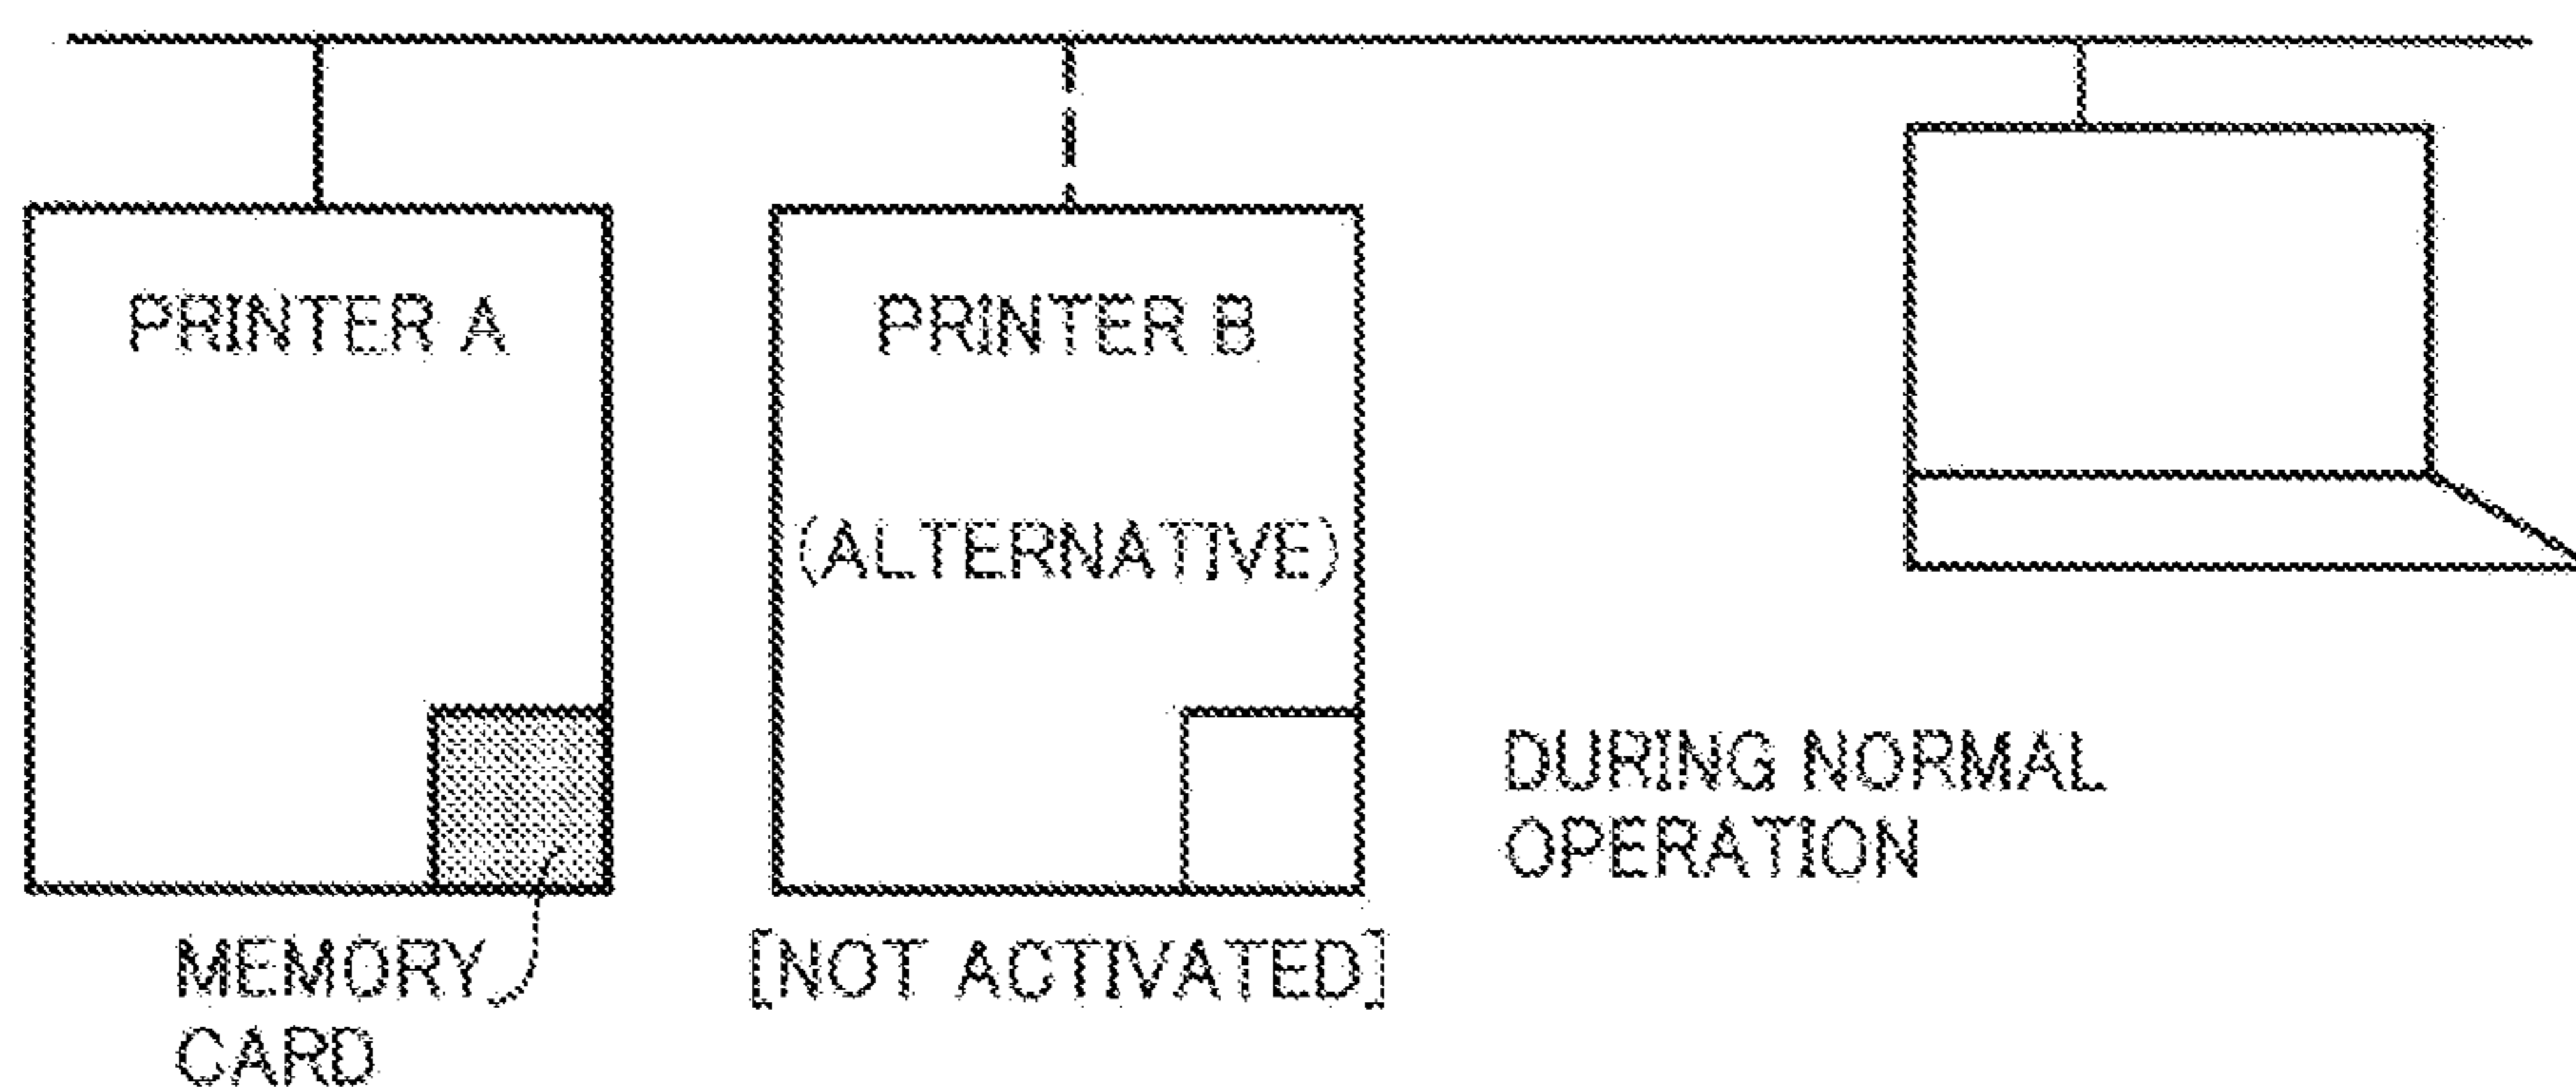 PRINTER A
PRINTER B
(ALTERNATIVE)
DURING NORMAL
OPERATION
MEMORY
CARD
[NOT ACTIVATED]